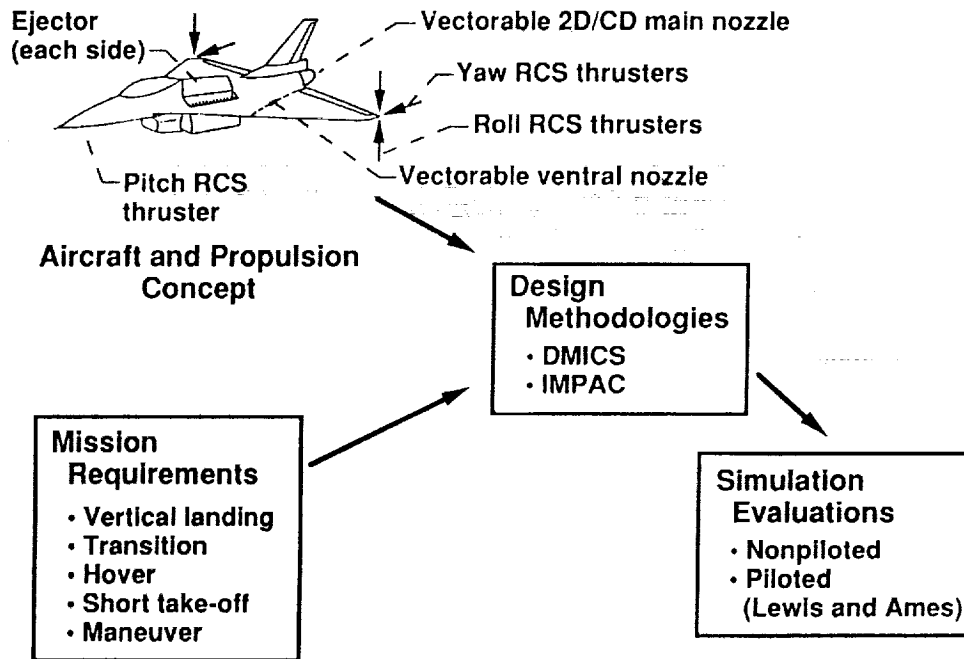 Ejector
(each side)
Vectorable 2D/CD main nozzle
Yaw RCS thrusters
Roll RCS thrusters
Vectorable ventral nozzle
Pitch RCS
thruster
Aircraft and Propulsion
Concept
Design
Methodologies
• DMICS
• IMPAC
Mission
Requirements
• Vertical landing
• Transition
• Hover
• Short take-off
• Maneuver
Simulation
Evaluations
• Nonpiloted
• Piloted
(Lewis and Ames)